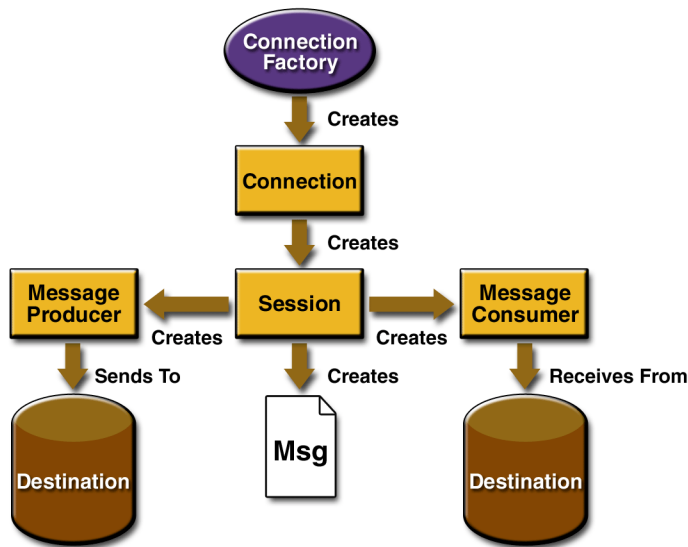 Connection
Factory
Creates
Connection
Creates
Message
Producer
Session
Message
Consumer
Creates
Creates
Sends To
Creates
Receives From
Destination
Msg
Destination